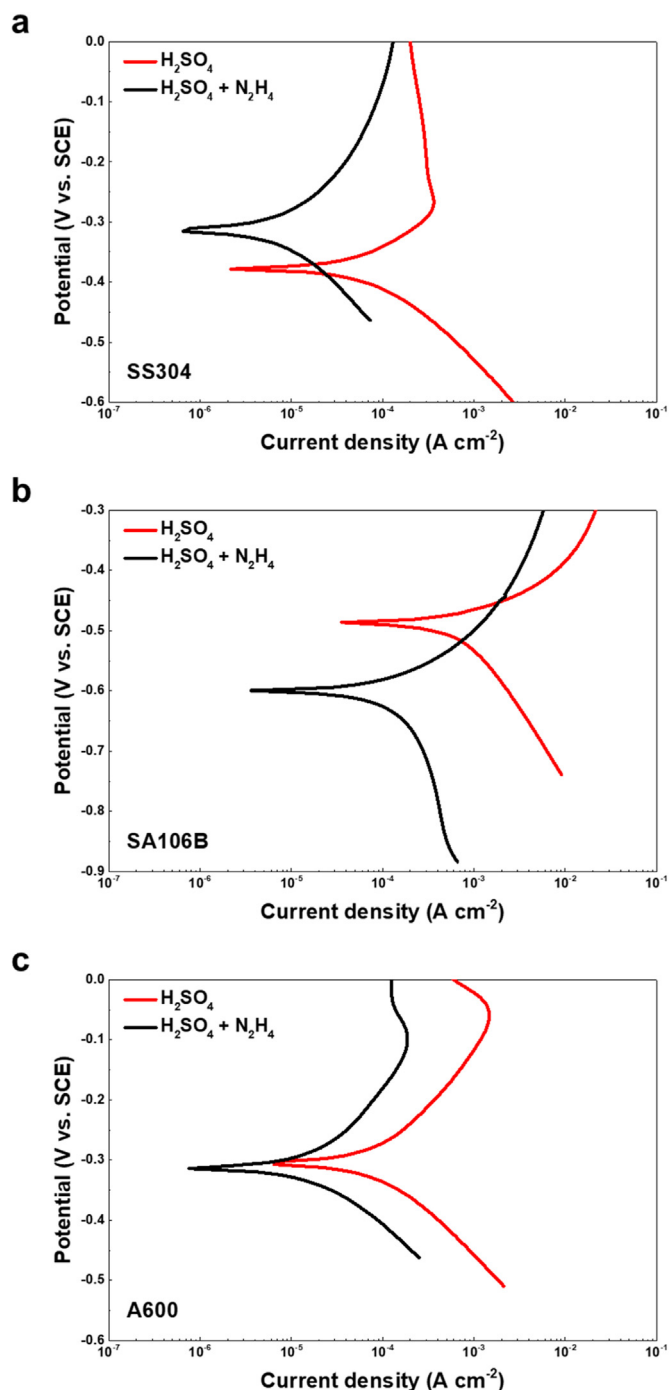 a
0.0
-0.1
-0.2
-0.3
-0.4
-0.5
-0.6
Potential (V vs. SCE)
H₂SO₄
H₂SO₄ + N₂H₄
SS304
10⁻⁷ 10⁻⁶ 10⁻⁵ 10⁻⁴ 10⁻³ 10⁻² 10⁻¹
Current density (A cm⁻²)
b
-0.3
-0.4
-0.5
-0.6
-0.7
-0.8
-0.9
Potential (V vs. SCE)
H₂SO₄
H₂SO₄ + N₂H₄
SA106B
10⁻⁷ 10⁻⁶ 10⁻⁵ 10⁻⁴ 10⁻³ 10⁻² 10⁻¹
Current density (A cm⁻²)
c
0.0
-0.1
-0.2
-0.3
-0.4
-0.5
-0.6
Potential (V vs. SCE)
H₂SO₄
H₂SO₄ + N₂H₄
A600
10⁻⁷ 10⁻⁶ 10⁻⁵ 10⁻⁴ 10⁻³ 10⁻² 10⁻¹
Current density (A cm⁻²)